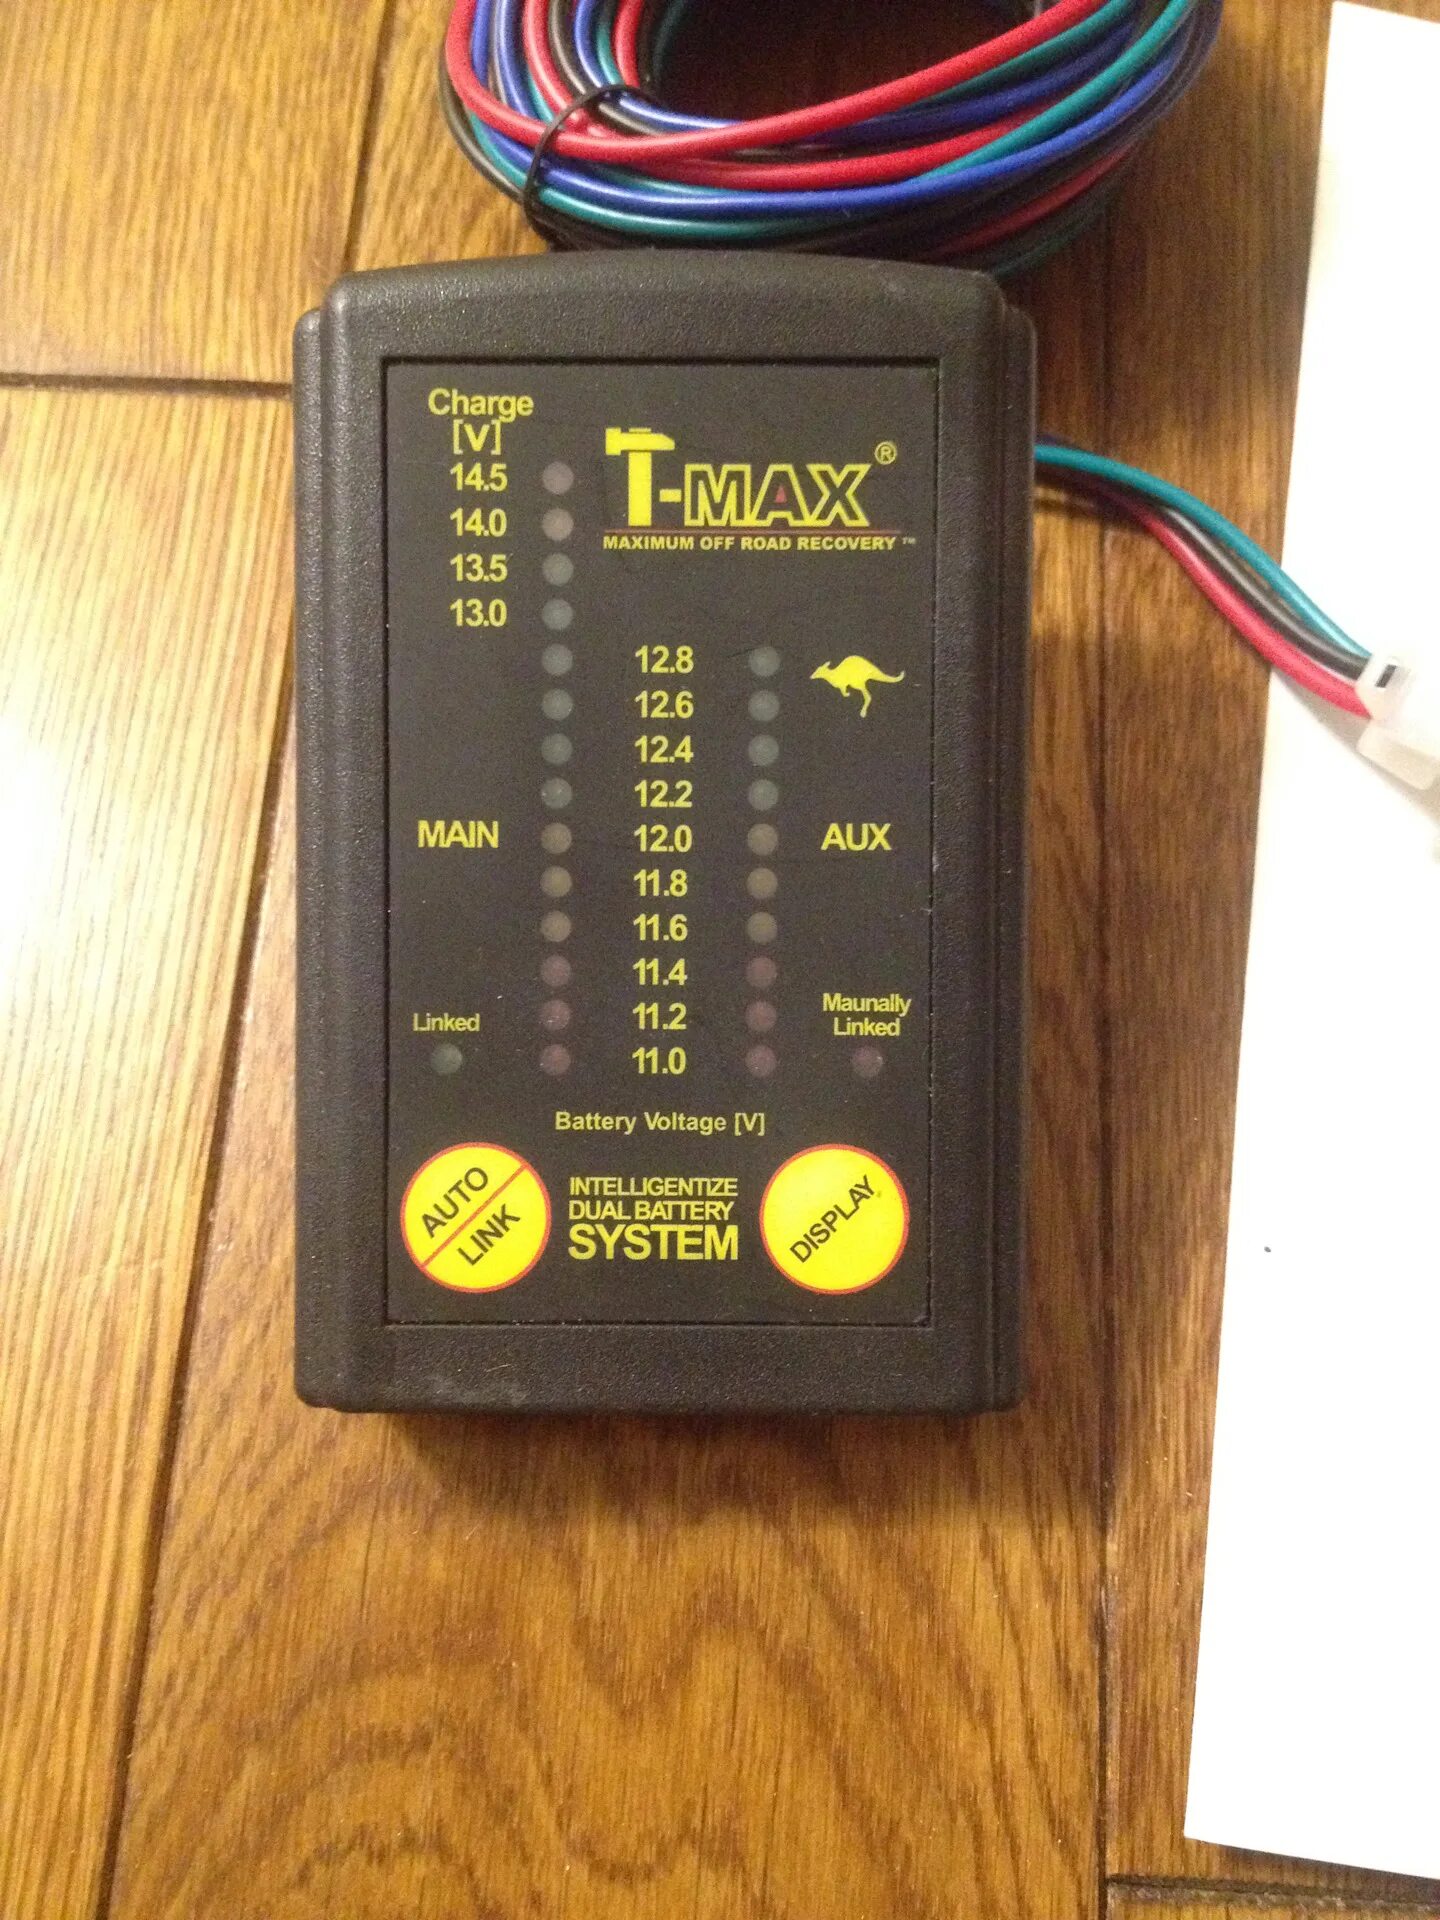 Charge
[V]
14.5
14.0
13.5
13.0
T-MAX®
MAXIMUM OFF ROAD RECOVERY™
12.8
12.6
12.4
12.2
MAIN 12.0 AUX
11.8
11.6
11.4
11.2
11.0
Linked
Maunally
Linked
Battery Voltage [V]
AUTO
LINK
INTELLIGENTIZE
DUAL BATTERY
SYSTEM
DISPLAY